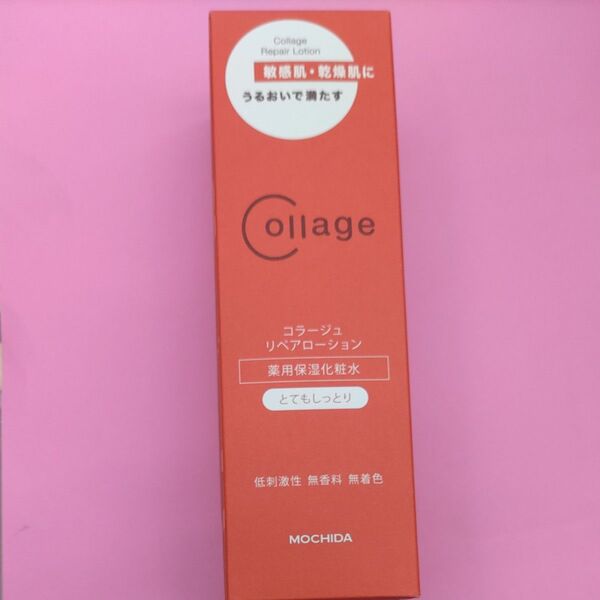 Collage
Repair Lotion
敏感肌・乾燥肌に
うるおいで満たす
Collage
コラージュ
リペアローション
薬用保湿化粧水
とてもしっとり
低刺激性 無香料 無着色
MOCHIDA